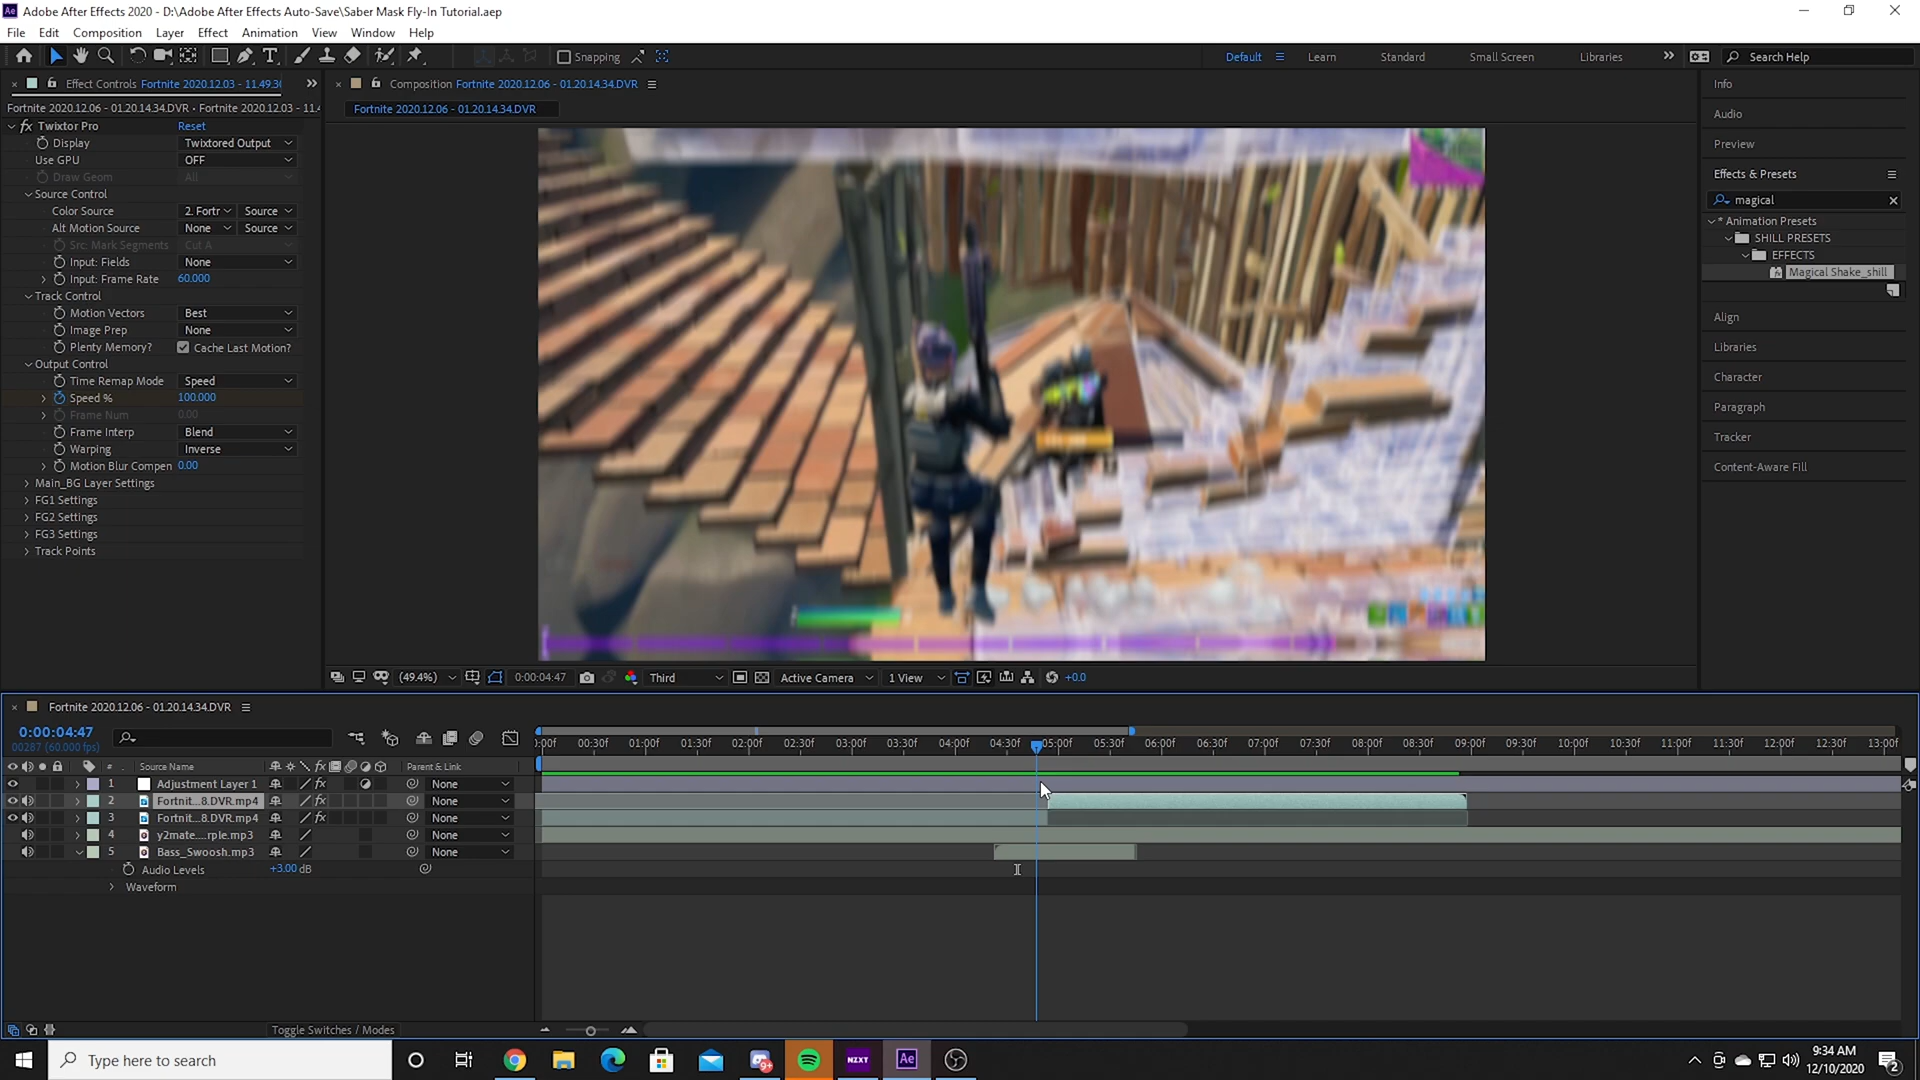 Adobe After Effects 2020 - D:\Adobe After Effects Auto-Save\Saber Mask Fly-In Tutorial.aep
File Edit Composition Layer Effect Animation View Window Help
Snapping Default Learn Standard Small Screen Libraries Search Help
Effect Controls Fortnite 2020.12.03 - 11.49.3
Composition Fortnite 2020.12.06 - 01.20.14.34.DVR
Fortnite 2020.12.06 - 01.20.14.34.DVR • Fortnite 2020.12.03 - 11.4
Fortnite 2020.12.06 - 01.20.14.34.DVR
fx Twixtor Pro Reset
Display Twixtored Output
Use GPU OFF
Draw Geom All
Source Control
Color Source 2. Fortr Source
Alt Motion Source None Source
Src: Mark Segments Cut A
Input: Fields None
Input: Frame Rate 60.000
Track Control
Motion Vectors Best
Image Prep None
Plenty Memory? Cache Last Motion?
Output Control
Time Remap Mode Speed
Speed % 100.000
Frame Num 0.00
Frame Interp Blend
Warping Inverse
Motion Blur Compen 0.00
Main_BG Layer Settings
FG1 Settings
FG2 Settings
FG3 Settings
Track Points
Info
Audio
Preview
Effects & Presets
magical
* Animation Presets
SHILL PRESETS
EFFECTS
Magical Shake_shill
Align
Libraries
Character
Paragraph
Tracker
Content-Aware Fill
(49.4%) 0:00:04:47 Third Active Camera 1 View +0.0
Fortnite 2020.12.06 - 01.20.14.34.DVR
0:00:04:47
00287 (60.000 fps)
:00f 00:30f 01:00f 01:30f 02:00f 02:30f 03:00f 03:30f 04:00f 04:30f 05:00f 05:30f 06:00f 06:30f 07:00f 07:30f 08:00f 08:30f 09:00f 09:30f 10:00f 10:30f 11:00f 11:30f 12:00f 12:30f 13:00f
# Source Name fx Parent & Link
1 Adjustment Layer 1 fx None
2 Fortnit...8.DVR.mp4 fx None
3 Fortnit...8.DVR.mp4 fx None
4 y2mate....rple.mp3 None
5 Bass_Swoosh.mp3 None
Audio Levels +3.00 dB
Waveform
Toggle Switches / Modes
Type here to search
NZXT
Ae
9:34 AM
12/10/2020
2